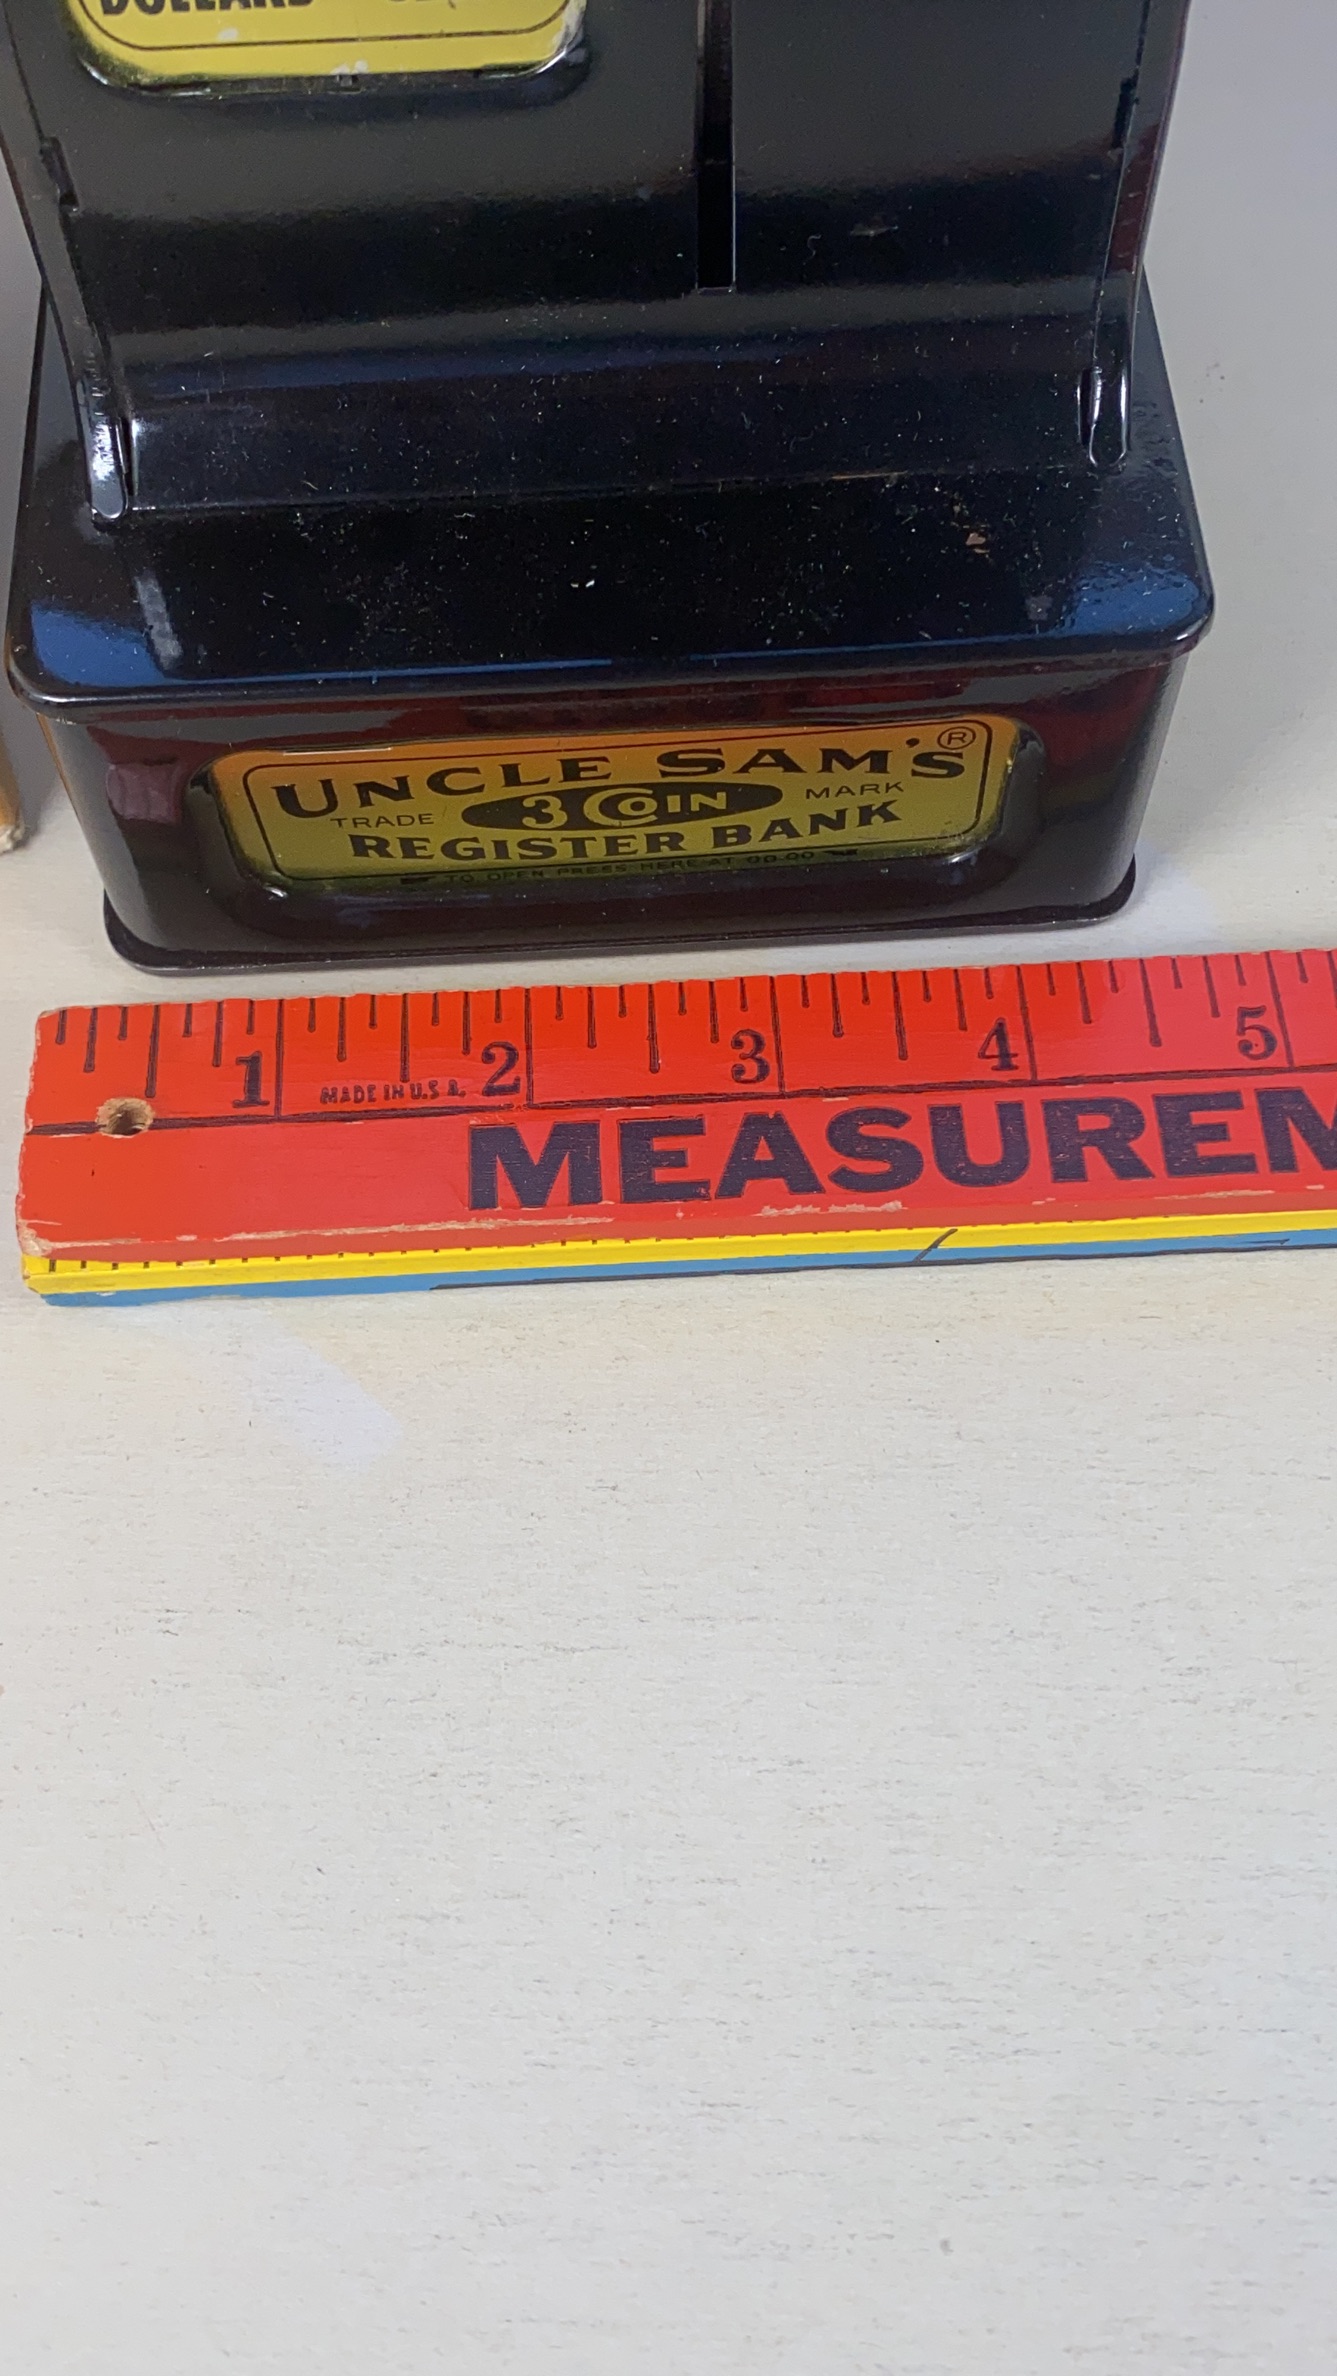 DOLLARS
UNCLE SAM'S ®
TRADE 3 COIN MARK
REGISTER BANK
TO OPEN PRESS HERE AT 00.00
1 2 3 4 5
MADE IN U.S.A.
MEASUREM